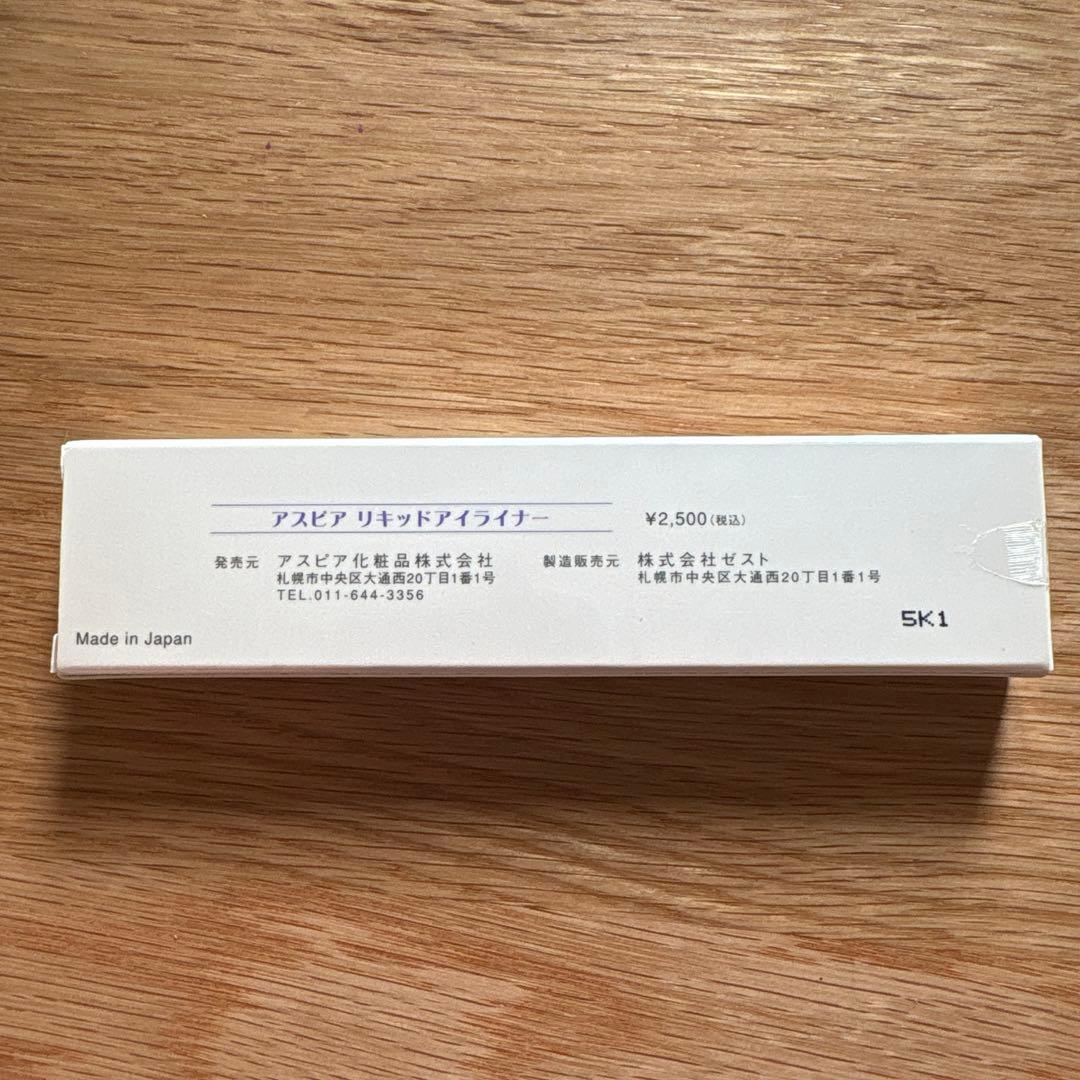 アスピア リキッドアイライナー ¥2,500(税込)
発売元 アスピア化粧品株式会社
札幌市中央区大通西20丁目1番1号
TEL.011-644-3356
製造販売元 株式会社ゼスト
札幌市中央区大通西20丁目1番1号
5K1
Made in Japan